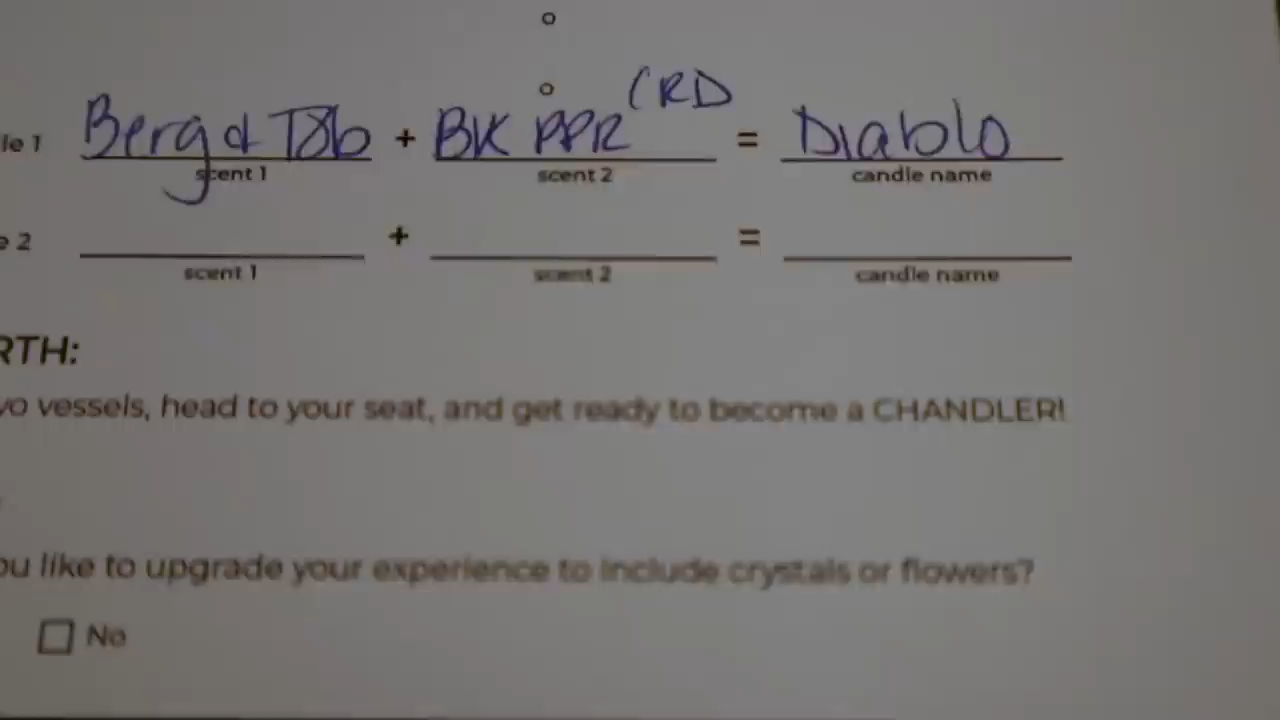 (RD
le 1 Berg & Tob + BK PPR = Diablo
scent 1 scent 2 candle name
e 2 + =
scent 1 scent 2 candle name
RTH:
vo vessels, head to your seat, and get ready to become a CHANDLER!
ou like to upgrade your experience to include crystals or flowers?
No